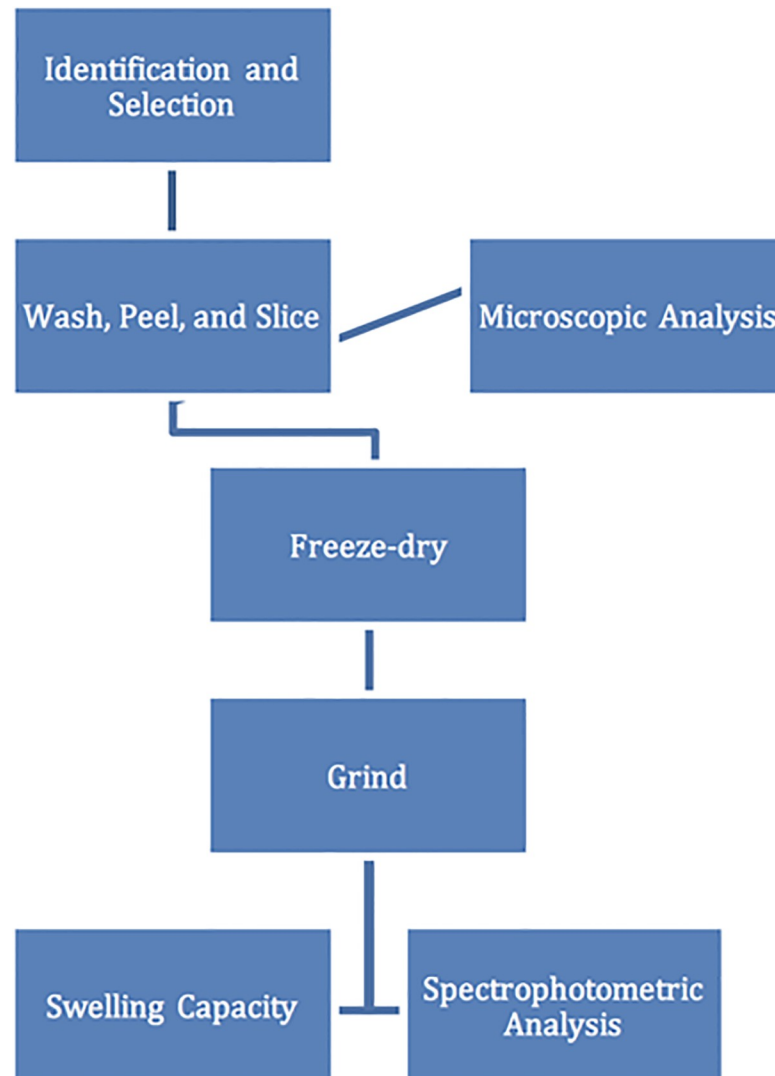 Identification and
Selection
Wash, Peel, and Slice
Microscopic Analysis
Freeze-dry
Grind
Swelling Capacity
Spectrophotometric
Analysis